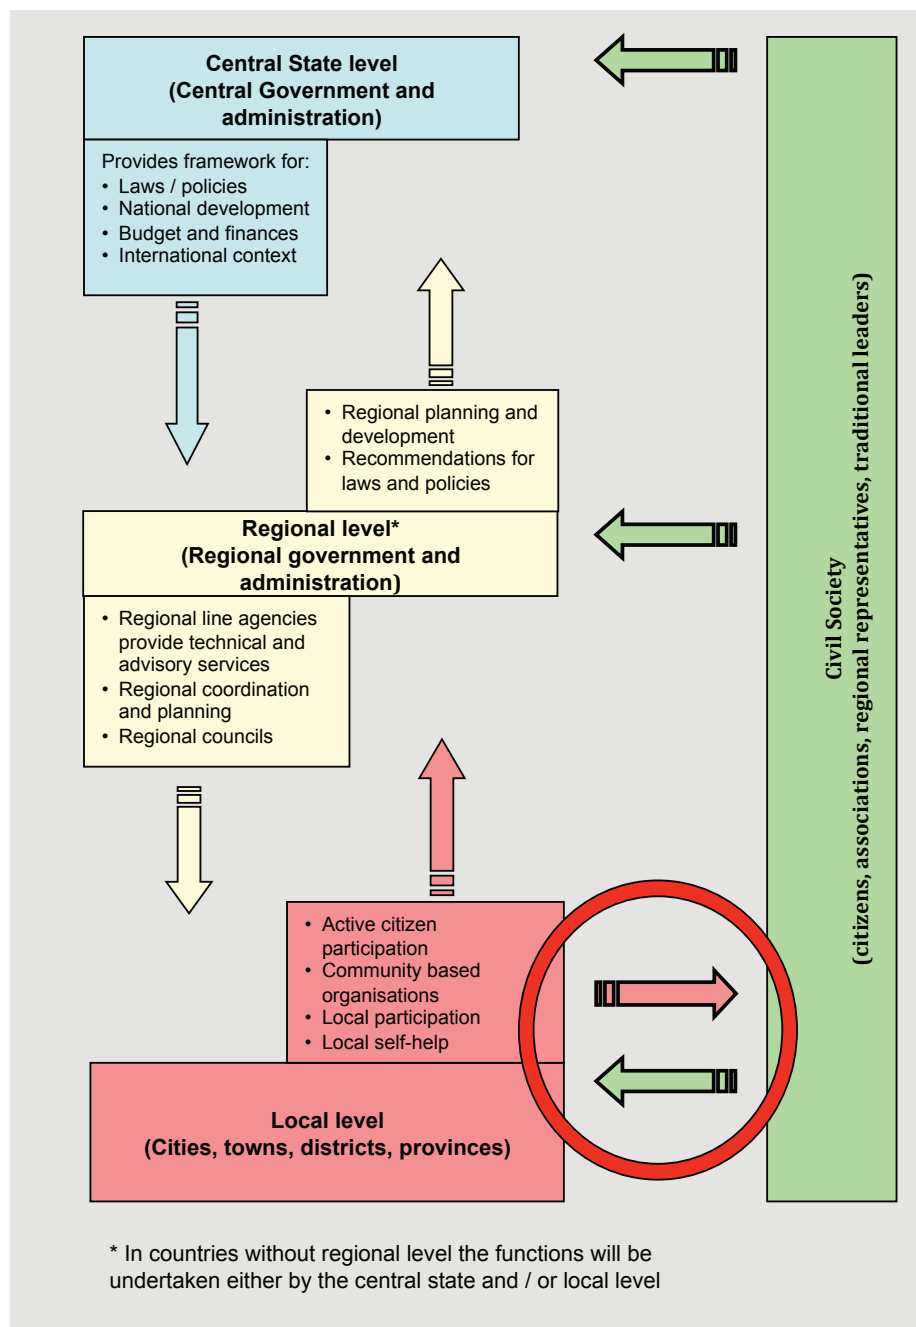 Central State level
(Central Government and
administration)
Provides framework for:
• Laws / policies
• National development
• Budget and finances
• International context
• Regional planning and
development
• Recommendations for
laws and policies
Regional level*
(Regional government and
administration)
• Regional line agencies
provide technical and
advisory services
• Regional coordination
and planning
• Regional councils
• Active citizen
participation
• Community based
organisations
• Local participation
• Local self-help
Local level
(Cities, towns, districts, provinces)
Civil Society
(citizens, associations, regional representatives, traditional leaders)
* In countries without regional level the functions will be
undertaken either by the central state and / or local level